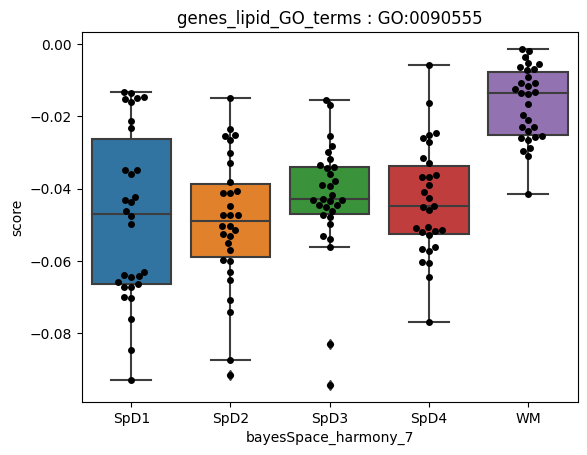 genes_lipid_GO_terms : GO:0090555
0.00
−0.02
−0.04
−0.06
−0.08
score
SpD1 SpD2 SpD3 SpD4 WM
bayesSpace_harmony_7